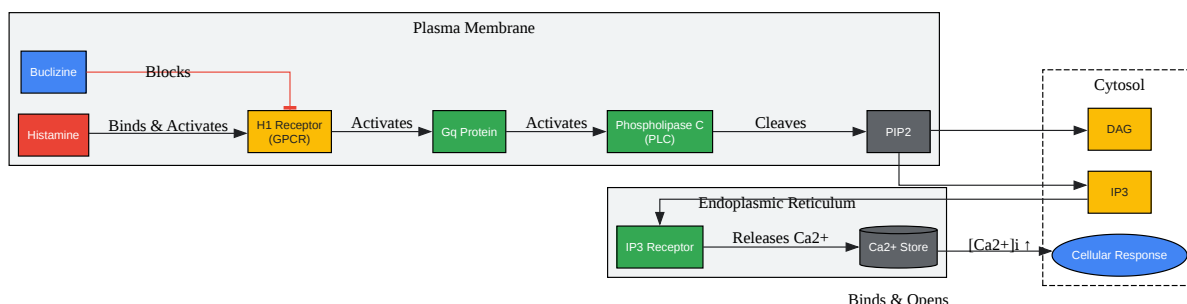 Plasma Membrane
Buclizine
Blocks
Cytosol
Histamine
Binds & Activates
H1 Receptor
(GPCR)
Activates
Gq Protein
Activates
Phospholipase C
(PLC)
Cleaves
PIP2
DAG
IP3
Endoplasmic Reticulum
IP3 Receptor
Releases Ca2+
Ca2+ Store
[Ca2+]i ↑
Cellular Response
Binds & Opens